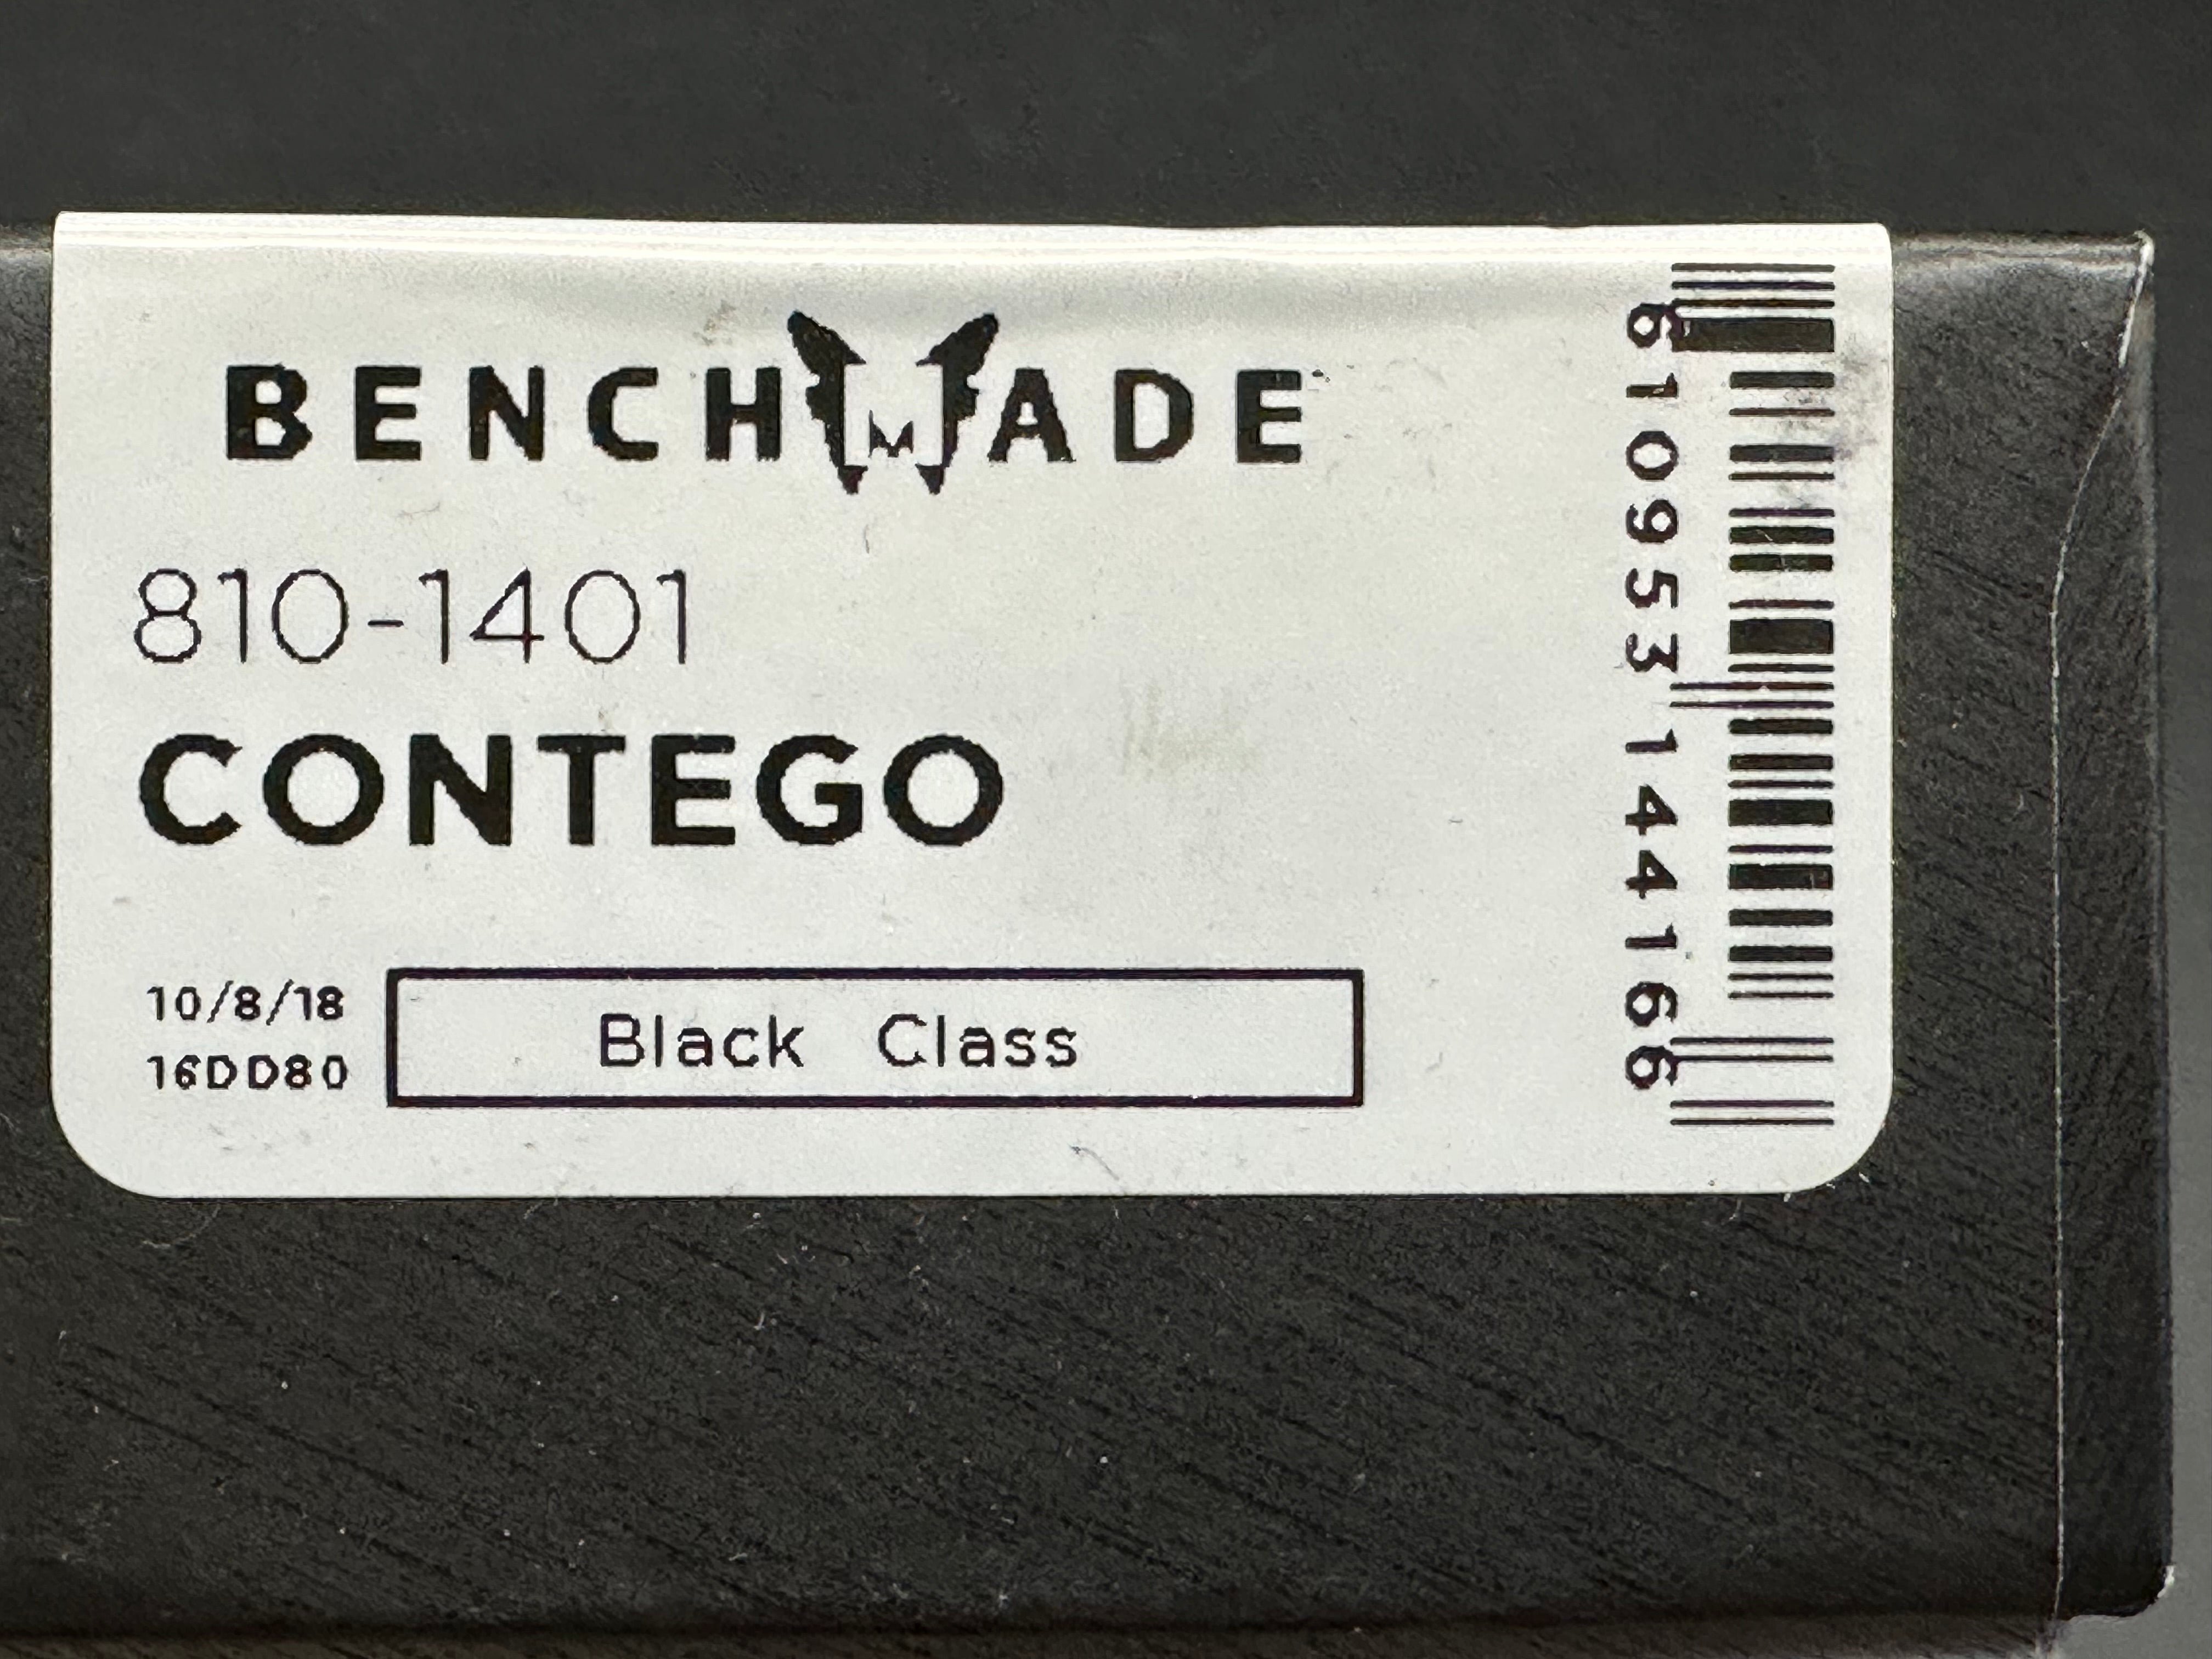 BENCHMADE
810-1401
CONTEGO
10/8/18
16DD80
Black Class
610953 144166